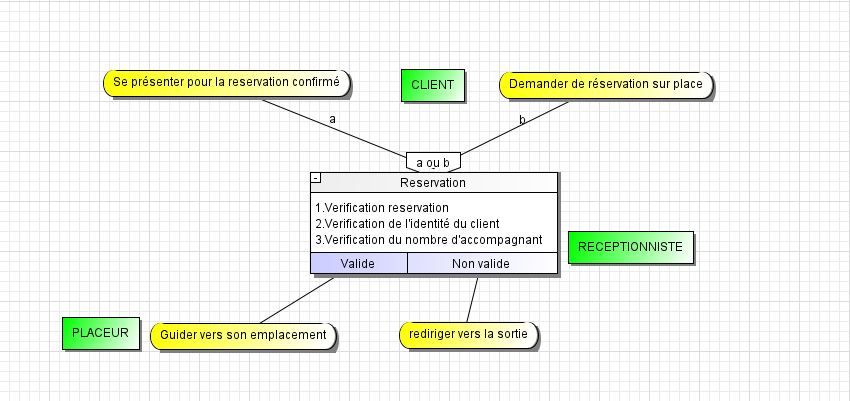 Se présenter pour la reservation confirmé
CLIENT
Demander de réservation sur place
a
b
a ou b
Reservation
1.Verification reservation
2.Verification de l'identité du client
3.Verification du nombre d'accompagnant
RECEPTIONNISTE
Valide
Non valide
PLACEUR
Guider vers son emplacement
rediriger vers la sortie